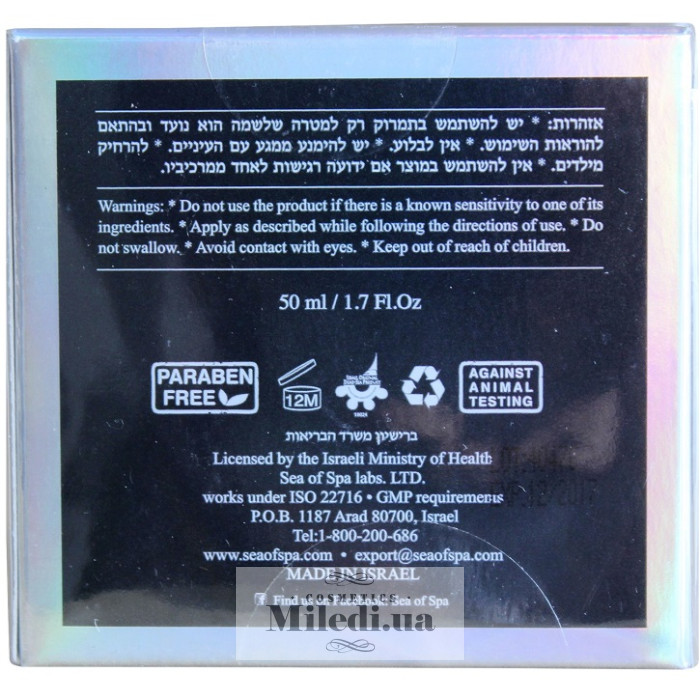 אזהרות: * יש להשתמש בתמרוק רק למטרה שלשמה הוא נועד ובהתאם
להוראות השימוש. * אין לבלוע. * יש להימנע ממגע עם העיניים. * להרחיק
מילדים. * אין להשתמש במוצר אם ידועה רגישות לאחד ממרכיביו.
Warnings: * Do not use the product if there is a known sensitivity to one of its
ingredients. * Apply as described while following the directions of use. * Do
not swallow. * Avoid contact with eyes. * Keep out of reach of children.
50 ml / 1.7 Fl.Oz
PARABEN
FREE
12M
AGAINST
ANIMAL
TESTING
ברישיון משרד הבריאות
Licensed by the Israeli Ministry of Health
Sea of Spa labs. LTD.
works under ISO 22716 • GMP requirements
EXP:12/2017
P.O.B. 1187 Arad 80700, Israel
Tel:1-800-200-686
www.seaofspa.com • export@seaofspa.com
MADE IN ISRAEL
Find us on Facebook: Sea of Spa
COSMETICS
Miledi.ua